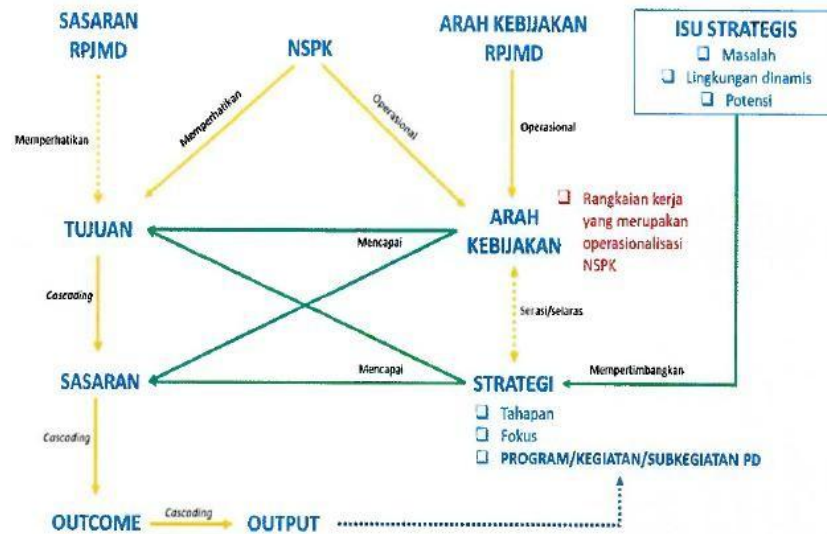 SASARAN
RPJMD
NSPK
ARAH KEBIJAKAN
RPJMD
ISU STRATEGIS
Masalah
Lingkungan dinamis
Potensi
Memperhatikan
Memperhatikan
Operasional
Operasional
TUJUAN
Mencapai
ARAH
KEBIJAKAN
Rangkaian kerja
yang merupakan
operasionalisasi
NSPK
Cascading
Serasi/selaras
SASARAN
Mencapai
STRATEGI
Mempertimbangkan
Tahapan
Fokus
PROGRAM/KEGIATAN/SUBKEGIATAN PD
Cascading
OUTCOME
Cascading
OUTPUT